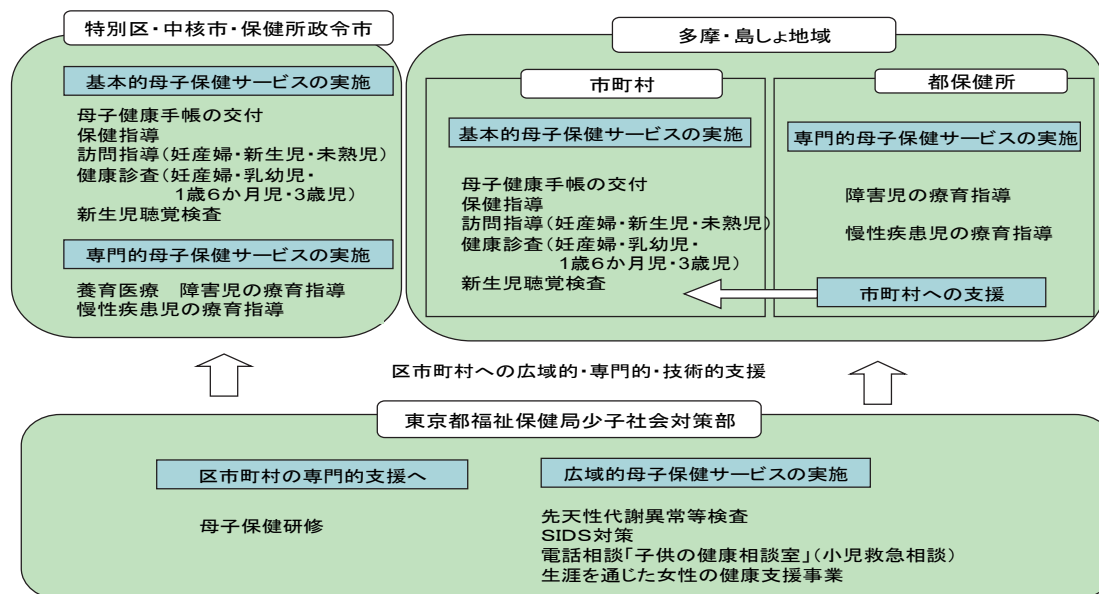 特別区・中核市・保健所政令市
基本的母子保健サービスの実施
母子健康手帳の交付
保健指導
訪問指導(妊産婦・新生児・未熟児)
健康診査(妊産婦・乳幼児・
1歳6か月児・3歳児)
新生児聴覚検査
専門的母子保健サービスの実施
養育医療　障害児の療育指導
慢性疾患児の療育指導
多摩・島しょ地域
市町村
基本的母子保健サービスの実施
母子健康手帳の交付
保健指導
訪問指導(妊産婦・新生児・未熟児)
健康診査(妊産婦・乳幼児・
1歳6か月児・3歳児)
新生児聴覚検査
都保健所
専門的母子保健サービスの実施
障害児の療育指導
慢性疾患児の療育指導
市町村への支援
区市町村への広域的・専門的・技術的支援
東京都福祉保健局少子社会対策部
区市町村の専門的支援へ
母子保健研修
広域的母子保健サービスの実施
先天性代謝異常等検査
SIDS対策
電話相談「子供の健康相談室」(小児救急相談)
生涯を通じた女性の健康支援事業